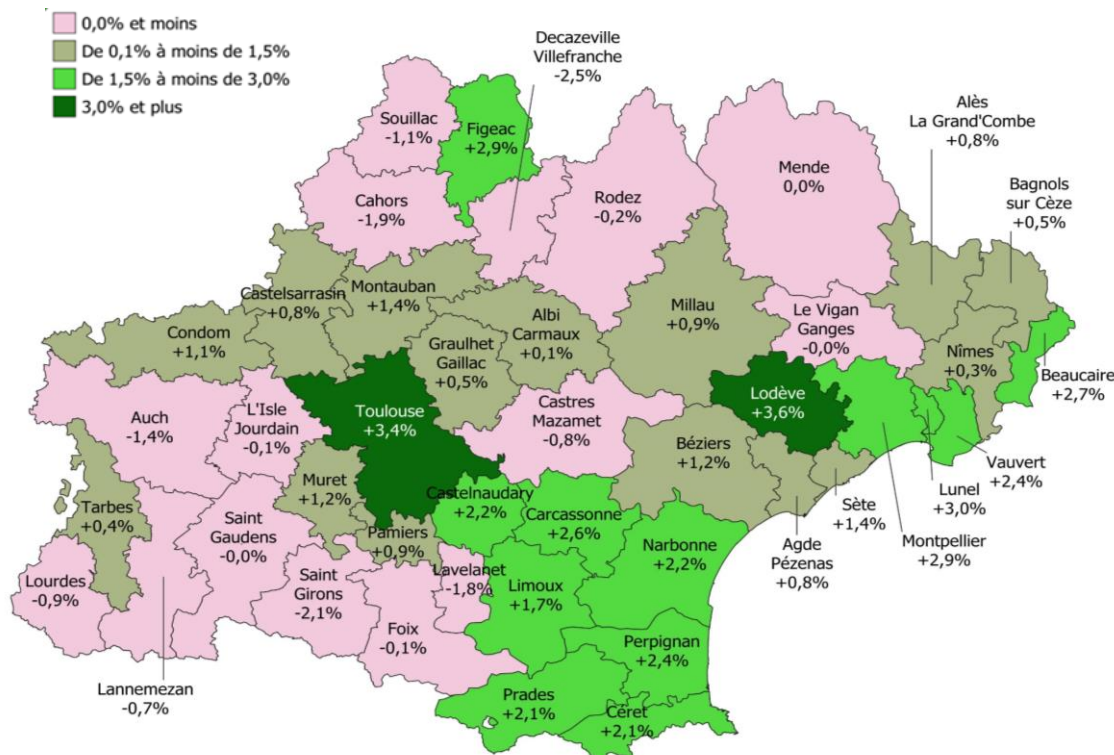 0,0% et moins
De 0,1% à moins de 1,5%
De 1,5% à moins de 3,0%
3,0% et plus
Decazeville
Villefranche
-2,5%
Souillac
-1,1%
Figeac
+2,9%
Alès
La Grand'Combe
+0,8%
Mende
0,0%
Bagnols
sur Cèze
+0,5%
Cahors
-1,9%
Rodez
-0,2%
Castelsarrasin
+0,8%
Montauban
+1,4%
Millau
+0,9%
Le Vigan
Ganges
-0,0%
Condom
+1,1%
Graulhet
Gaillac
+0,5%
Albi
Carmaux
+0,1%
Nîmes
+0,3%
Beaucaire
+2,7%
Auch
-1,4%
L'Isle
Jourdain
-0,1%
Toulouse
+3,4%
Castres
Mazamet
-0,8%
Lodève
+3,6%
Béziers
+1,2%
Vauvert
+2,4%
Muret
+1,2%
Castelnaudary
+2,2%
Carcassonne
+2,6%
Sète
+1,4%
Lunel
+3,0%
Tarbes
+0,4%
Saint
Gaudens
-0,0%
Pamiers
+0,9%
Narbonne
+2,2%
Agde
Pézenas
+0,8%
Montpellier
+2,9%
Lourdes
-0,9%
Saint
Girons
-2,1%
Lavelanet
-1,8%
Limoux
+1,7%
Foix
-0,1%
Perpignan
+2,4%
Lannemezan
-0,7%
Prades
+2,1%
Céret
+2,1%